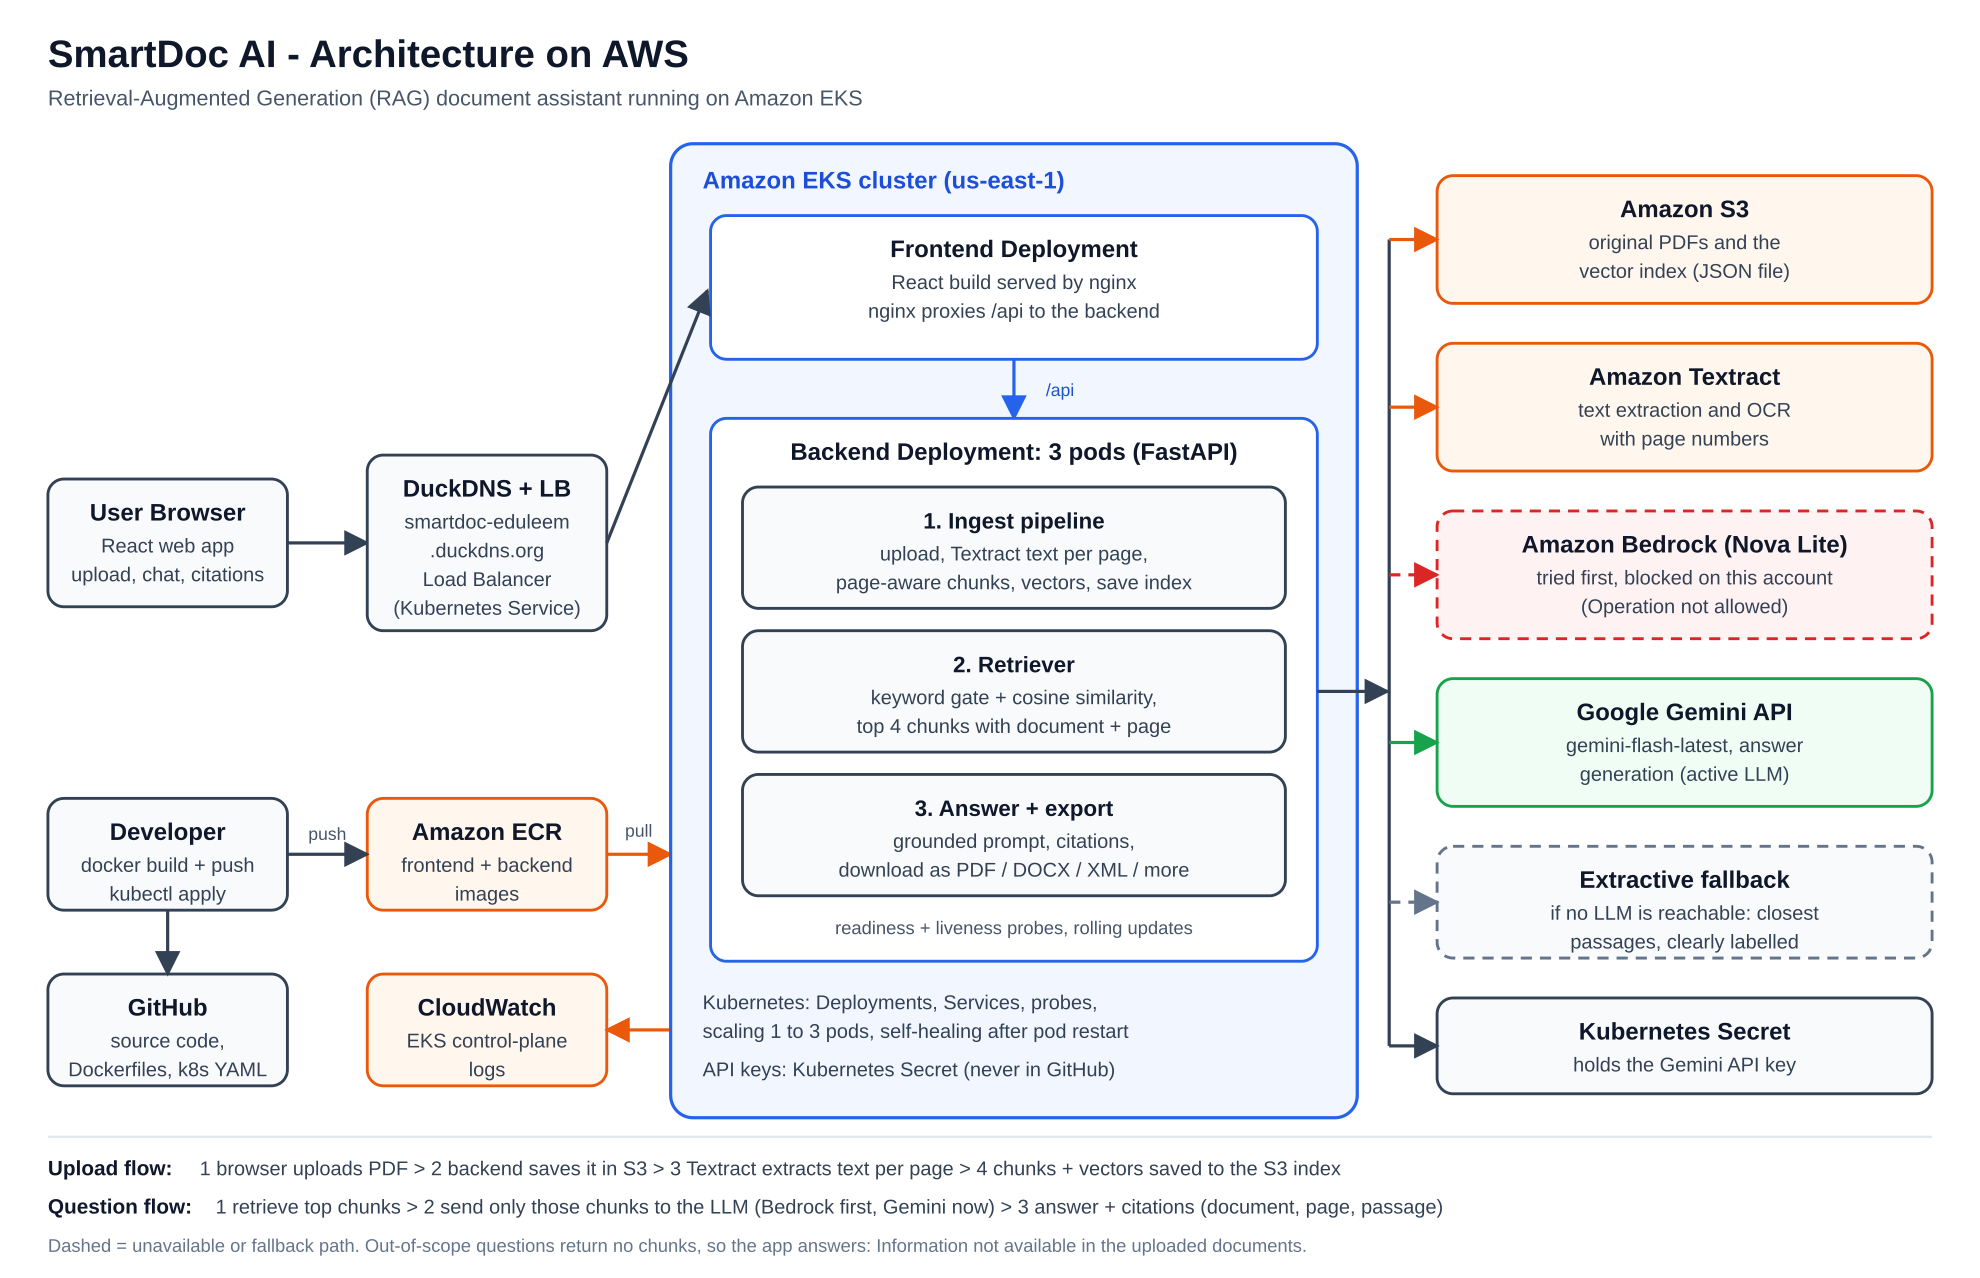 SmartDoc AI - Architecture on AWS
Retrieval-Augmented Generation (RAG) document assistant running on Amazon EKS
User Browser
React web app
upload, chat, citations
DuckDNS + LB
smartdoc-eduleem
.duckdns.org
Load Balancer
(Kubernetes Service)
Developer
docker build + push
kubectl apply
push
Amazon ECR
frontend + backend
images
pull
GitHub
source code,
Dockerfiles, k8s YAML
CloudWatch
EKS control-plane
logs
Amazon EKS cluster (us-east-1)
Frontend Deployment
React build served by nginx
nginx proxies /api to the backend
/api
Backend Deployment: 3 pods (FastAPI)
1. Ingest pipeline
upload, Textract text per page,
page-aware chunks, vectors, save index
2. Retriever
keyword gate + cosine similarity,
top 4 chunks with document + page
3. Answer + export
grounded prompt, citations,
download as PDF / DOCX / XML / more
readiness + liveness probes, rolling updates
Kubernetes: Deployments, Services, probes,
scaling 1 to 3 pods, self-healing after pod restart
API keys: Kubernetes Secret (never in GitHub)
Amazon S3
original PDFs and the
vector index (JSON file)
Amazon Textract
text extraction and OCR
with page numbers
Amazon Bedrock (Nova Lite)
tried first, blocked on this account
(Operation not allowed)
Google Gemini API
gemini-flash-latest, answer
generation (active LLM)
Extractive fallback
if no LLM is reachable: closest
passages, clearly labelled
Kubernetes Secret
holds the Gemini API key
Upload flow: 1 browser uploads PDF > 2 backend saves it in S3 > 3 Textract extracts text per page > 4 chunks + vectors saved to the S3 index
Question flow: 1 retrieve top chunks > 2 send only those chunks to the LLM (Bedrock first, Gemini now) > 3 answer + citations (document, page, passage)
Dashed = unavailable or fallback path. Out-of-scope questions return no chunks, so the app answers: Information not available in the uploaded documents.